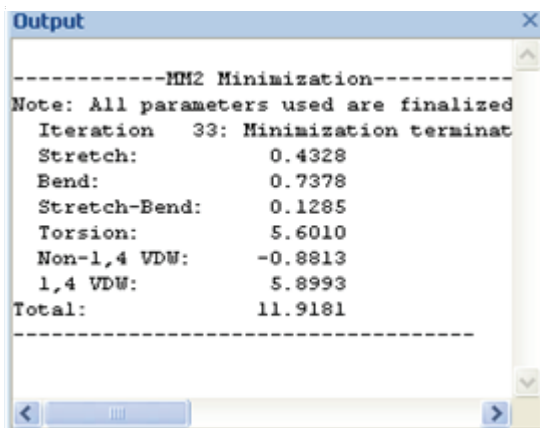 Output
------------MM2 Minimization-----------
Note: All parameters used are finalized
Iteration 33: Minimization terminat
Stretch: 0.4328
Bend: 0.7378
Stretch-Bend: 0.1285
Torsion: 5.6010
Non-1,4 VDW: -0.8813
1,4 VDW: 5.8993
Total: 11.9181
------------------------------------